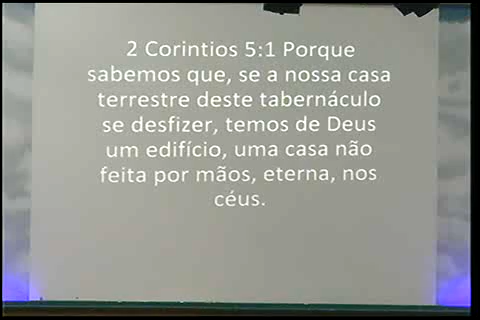 2 Corintios 5:1 Porque
sabemos que, se a nossa casa
terrestre deste tabernáculo
se desfizer, temos de Deus
um edifício, uma casa não
feita por mãos, eterna, nos
céus.